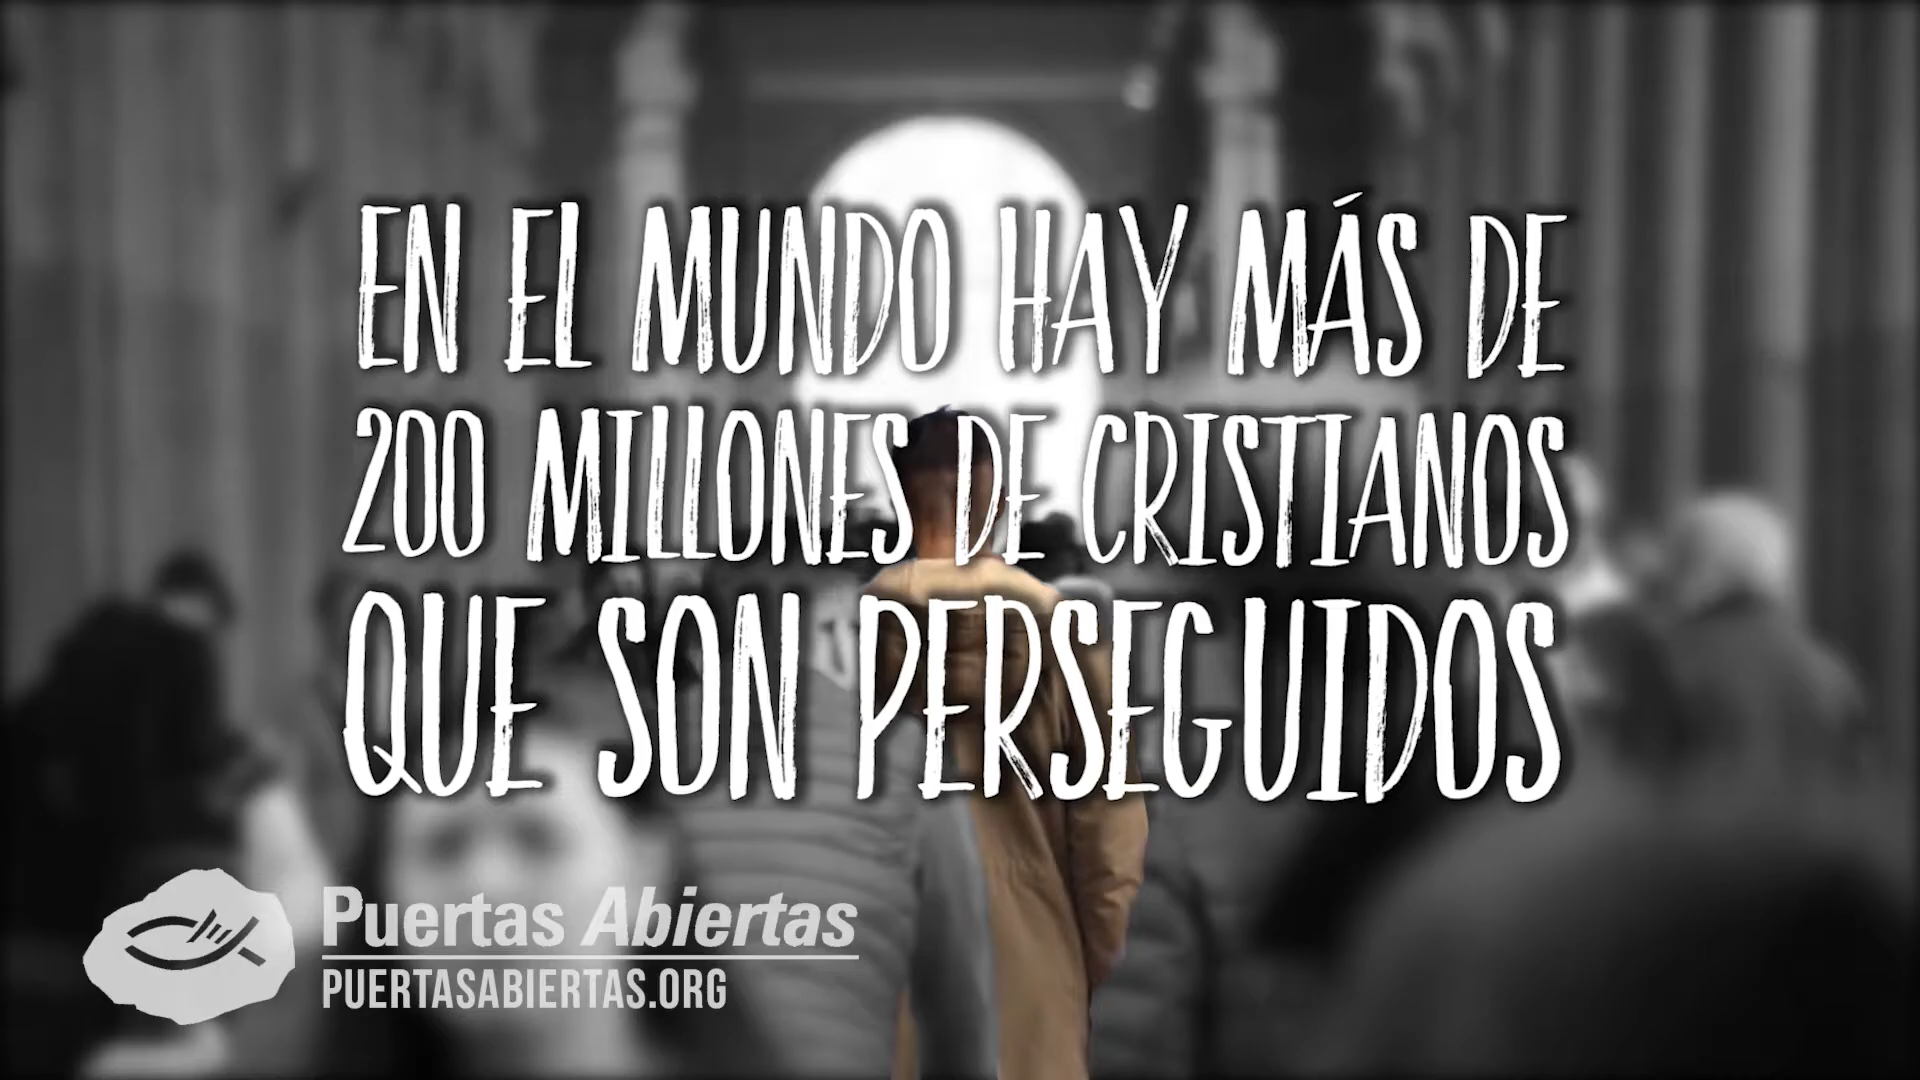 EN EL MUNDO HAY MÁS DE
200 MILLONES DE CRISTIANOS
QUE SON PERSEGUIDOS
Puertas Abiertas
PUERTASABIERTAS.ORG